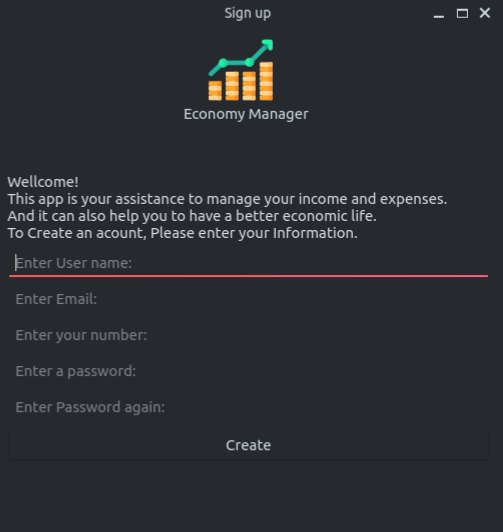 Sign up
Economy Manager
Wellcome!
This app is your assistance to manage your income and expenses.
And it can also help you to have a better economic life.
To Create an acount, Please enter your Information.
Enter User name:
Enter Email:
Enter your number:
Enter a password:
Enter Password again:
Create